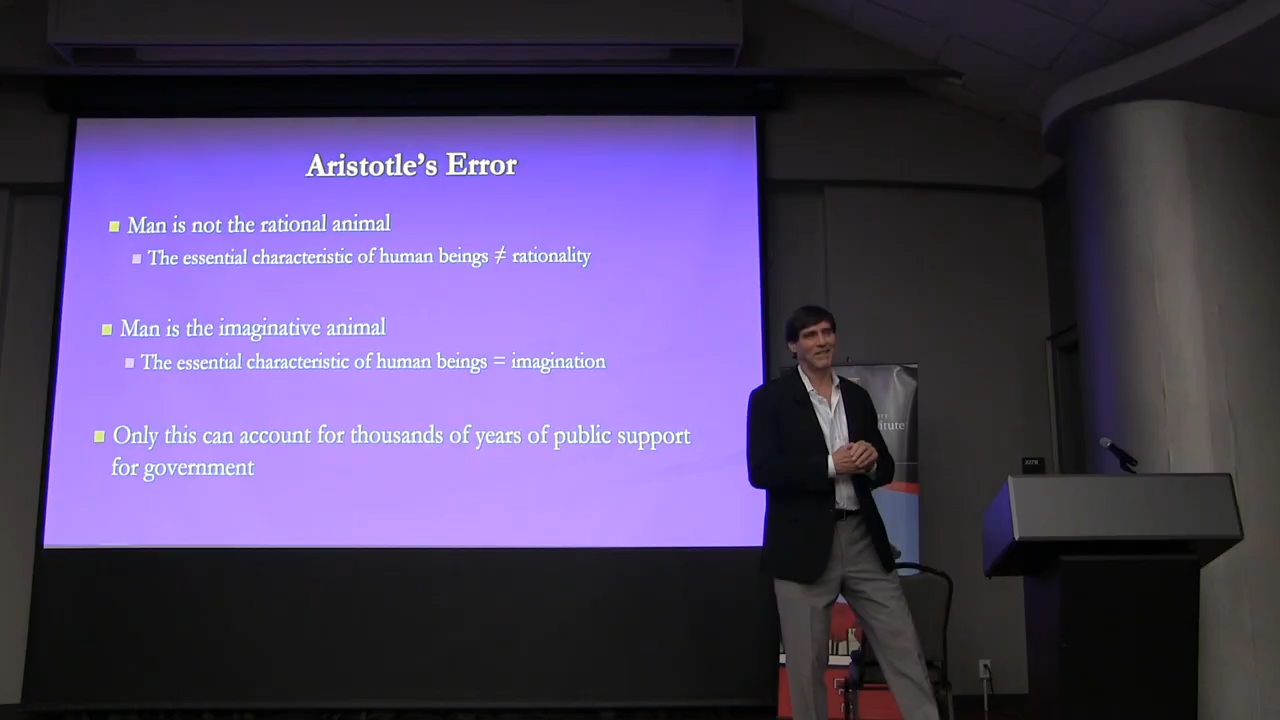 Aristotle's Error
Man is not the rational animal
The essential characteristic of human beings ≠ rationality
Man is the imaginative animal
The essential characteristic of human beings = imagination
Only this can account for thousands of years of public support
for government